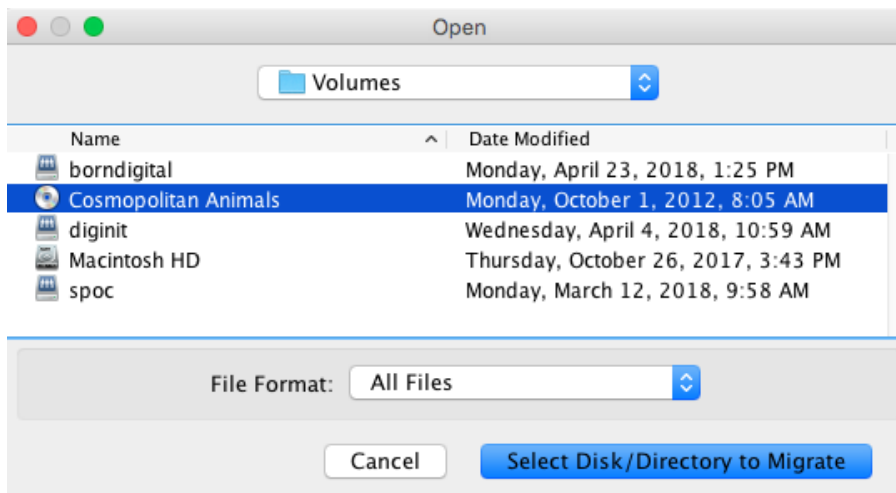 Open
Volumes
Name Date Modified
borndigital Monday, April 23, 2018, 1:25 PM
Cosmopolitan Animals Monday, October 1, 2012, 8:05 AM
diginit Wednesday, April 4, 2018, 10:59 AM
Macintosh HD Thursday, October 26, 2017, 3:43 PM
spoc Monday, March 12, 2018, 9:58 AM
File Format: All Files
Cancel Select Disk/Directory to Migrate